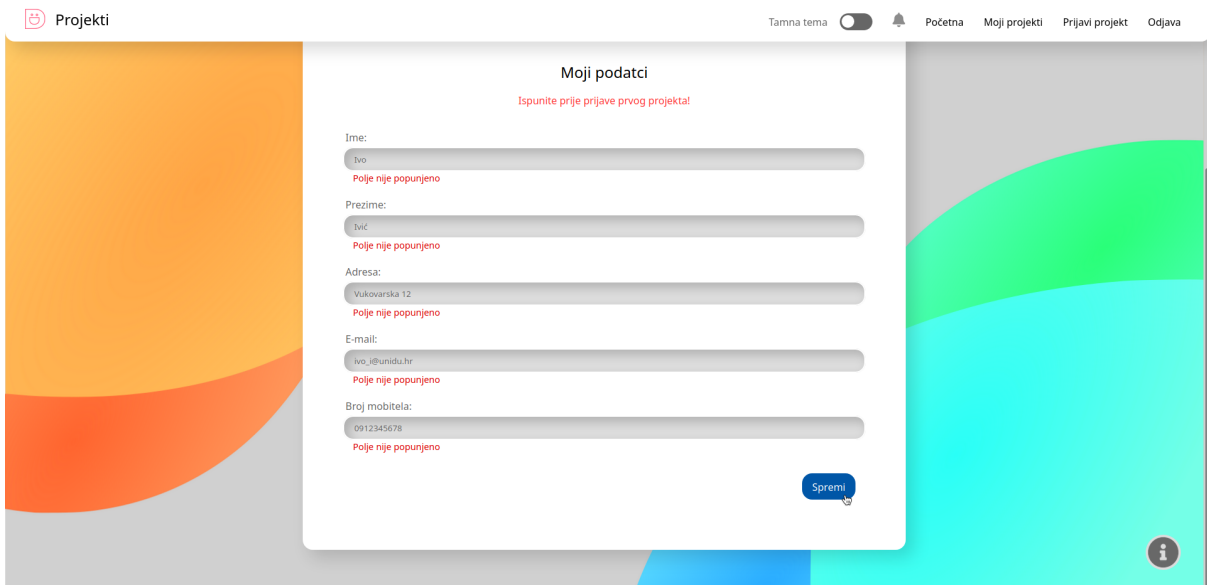 Projekti
Tamna tema Početna Moji projekti Prijavi projekt Odjava
Moji podatci
Ispunite prije prijave prvog projekta!
Ime:
Ivo
Polje nije popunjeno
Prezime:
Ivić
Polje nije popunjeno
Adresa:
Vukovarska 12
Polje nije popunjeno
E-mail:
ivo_i@unidu.hr
Polje nije popunjeno
Broj mobitela:
0912345678
Polje nije popunjeno
Spremi